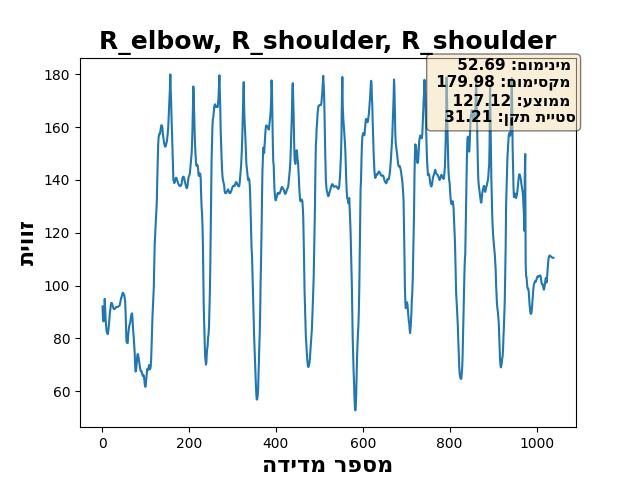 R_elbow, R_shoulder, R_shoulder
מינימום: 52.69
מקסימום: 179.98
ממוצע: 127.12
סטיית תקן: 31.21
180
160
140
120
100
80
60
זווית
0 200 400 600 800 1000
מספר מדידה